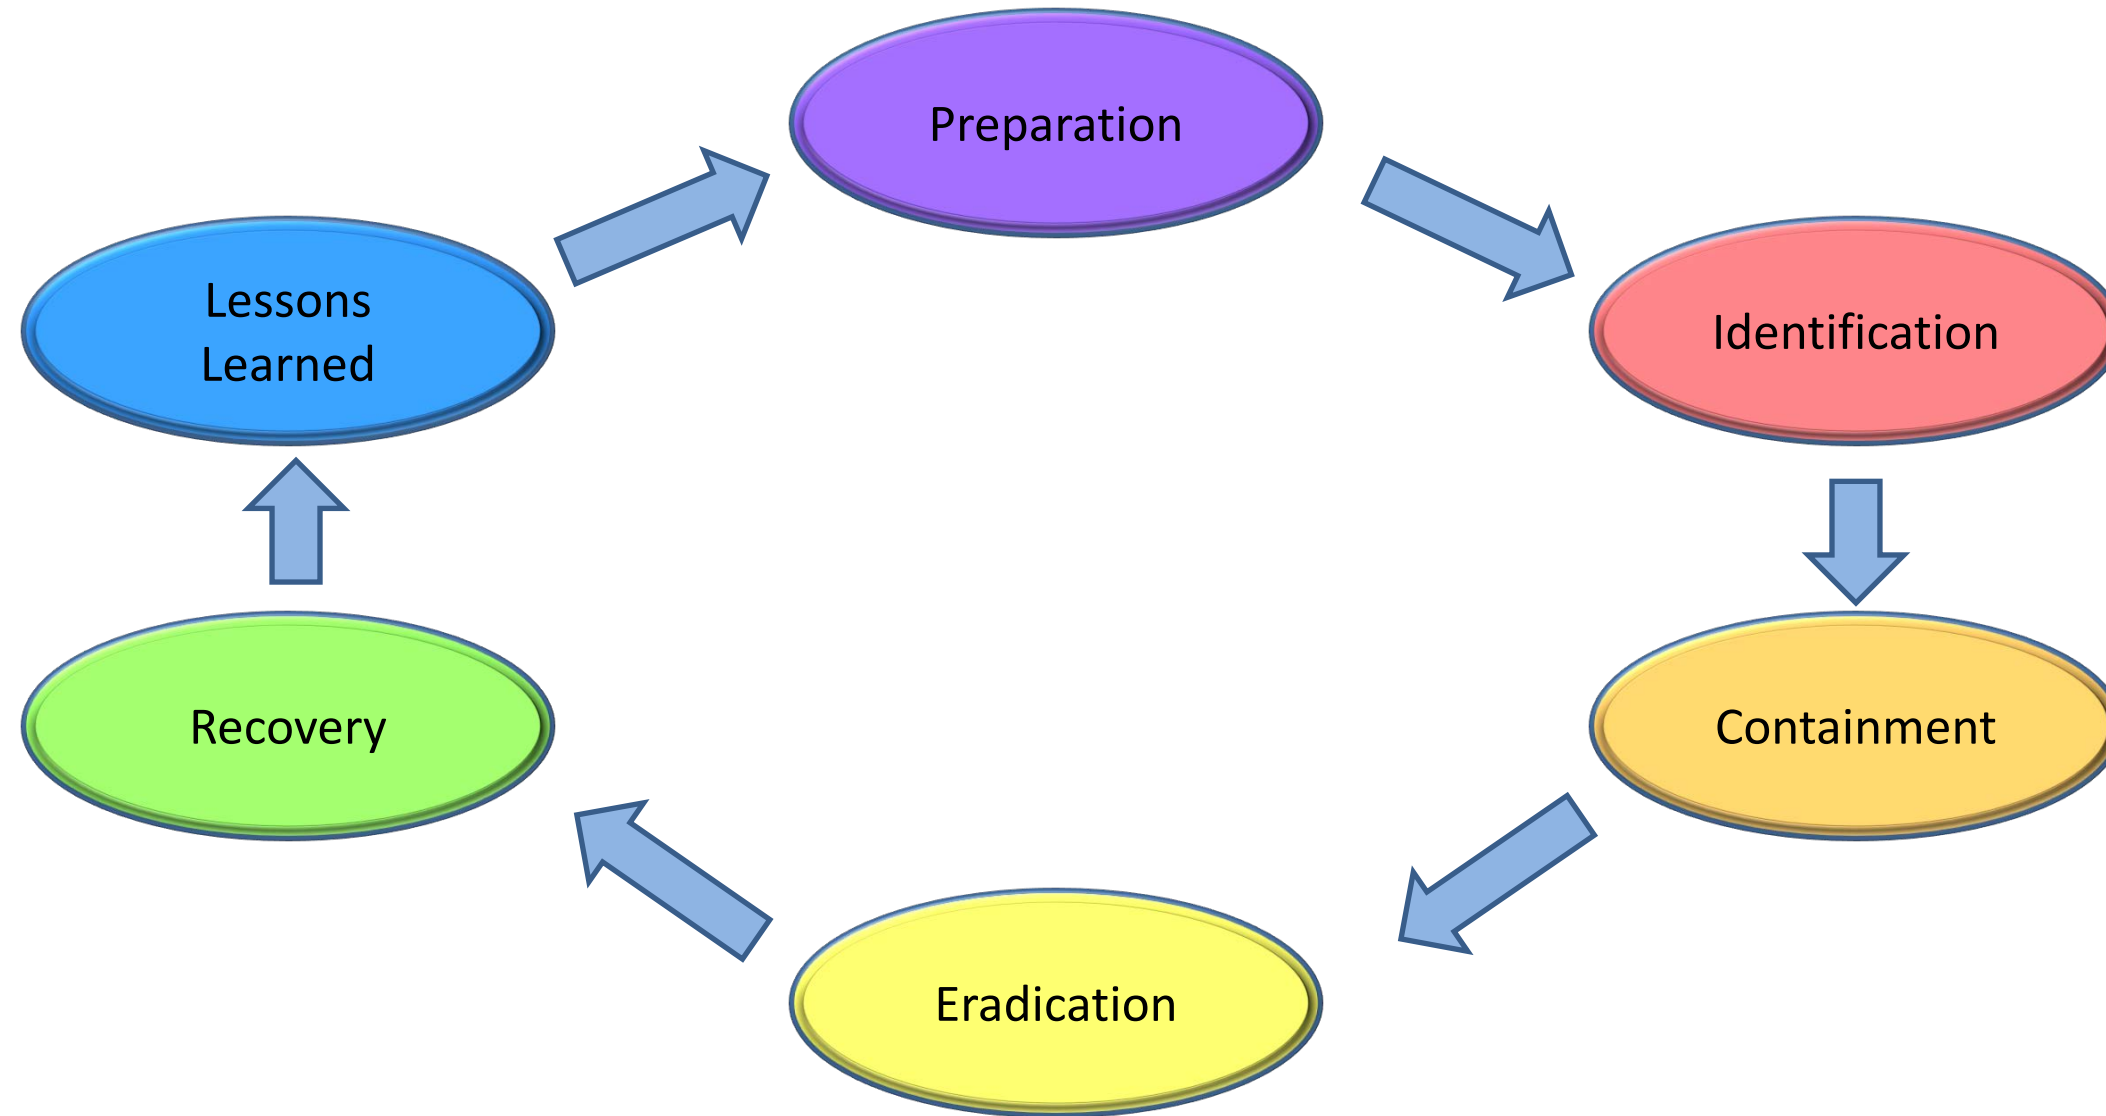 Preparation
Identification
Containment
Eradication
Recovery
Lessons
Learned